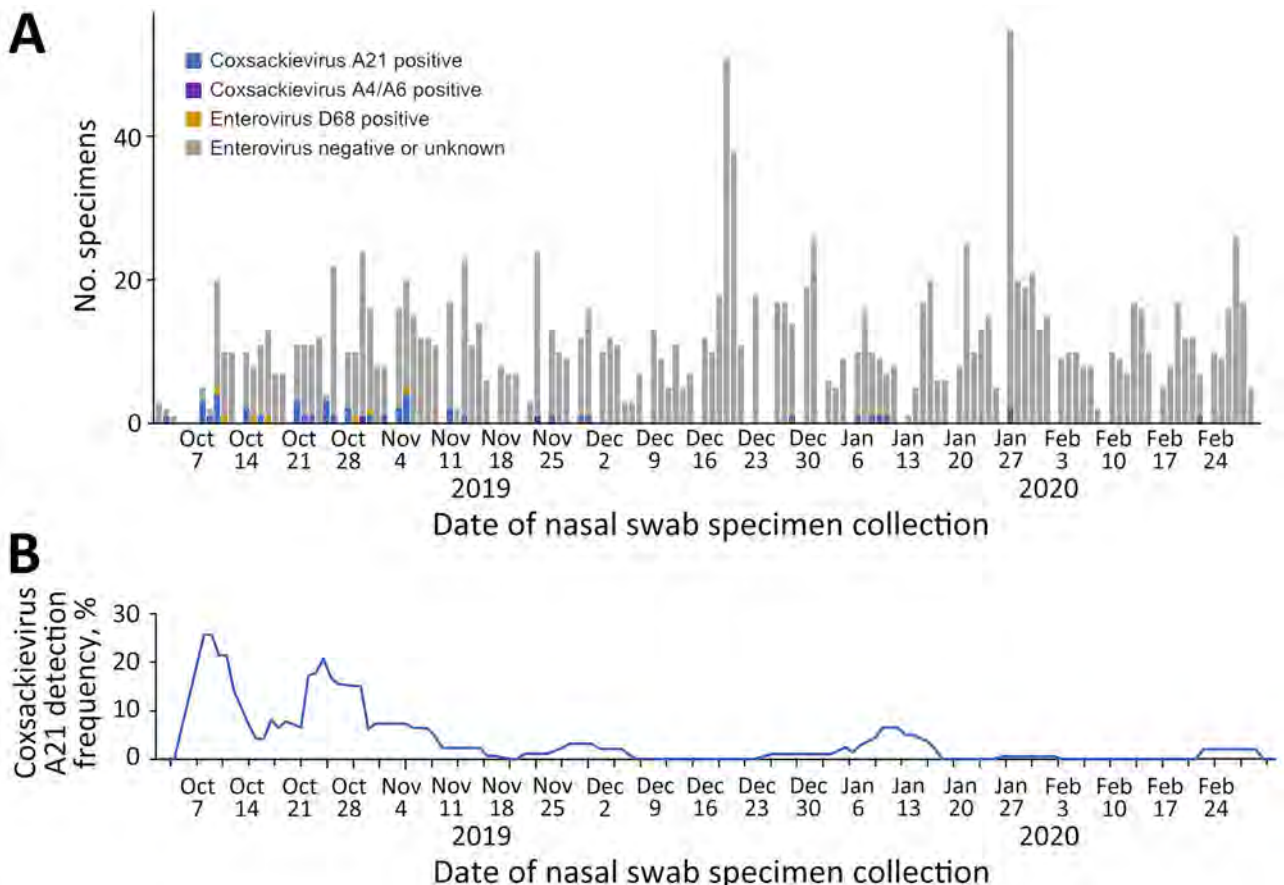 A
Coxsackievirus A21 positive
Coxsackievirus A4/A6 positive
Enterovirus D68 positive
Enterovirus negative or unknown
No. specimens
40
20
0
Oct Oct Oct Oct Nov Nov Nov Nov Dec Dec Dec Dec Dec Jan Jan Jan Jan Feb Feb Feb Feb
7 14 21 28 4 11 18 25 2 9 16 23 30 6 13 20 27 3 10 17 24
2019 2020
Date of nasal swab specimen collection
B
Coxsackievirus
A21 detection
frequency, %
30
20
10
0
Oct Oct Oct Oct Nov Nov Nov Nov Dec Dec Dec Dec Dec Jan Jan Jan Jan Feb Feb Feb Feb
7 14 21 28 4 11 18 25 2 9 16 23 30 6 13 20 27 3 10 17 24
2019 2020
Date of nasal swab specimen collection